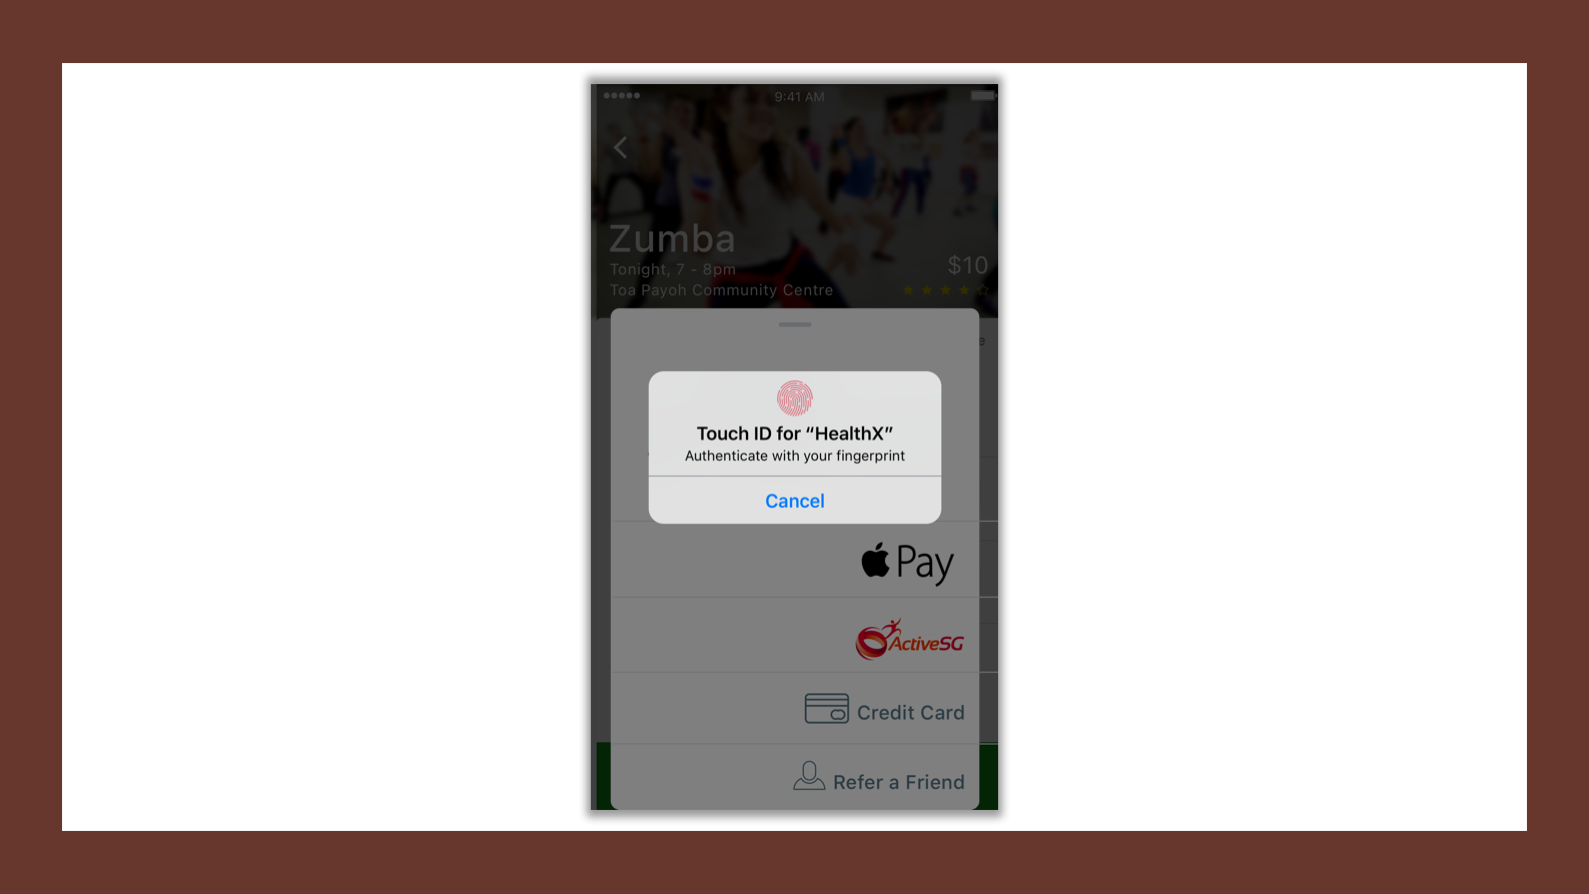 9:41 AM
Zumba
$10
Tonight, 7 - 8pm
Toa Payoh Community Centre
Touch ID for “HealthX”
Authenticate with your fingerprint
Cancel
Pay
ActiveSG
Credit Card
Refer a Friend